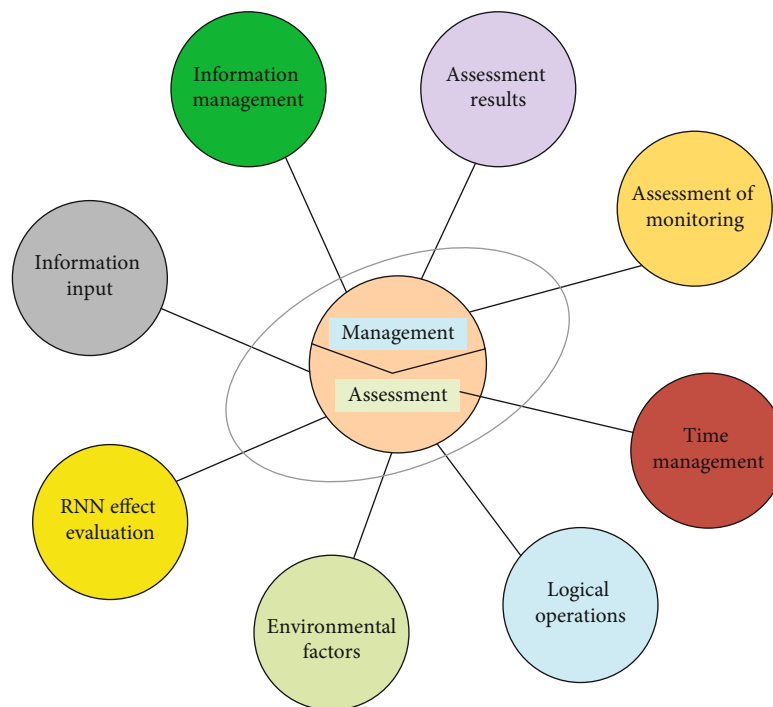 Information
management
Assessment
results
Assessment of
monitoring
Information
input
Management
Assessment
Time
management
RNN effect
evaluation
Logical
operations
Environmental
factors